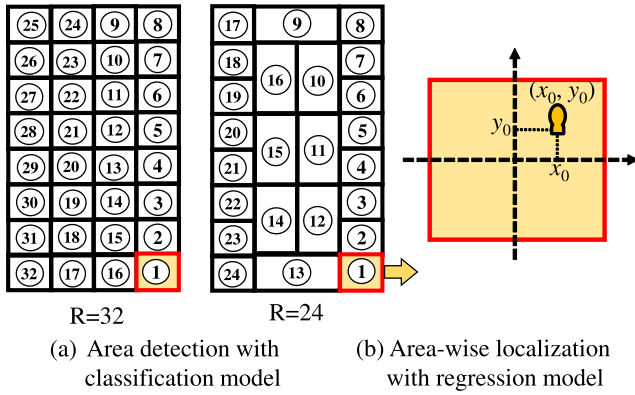 25 24 9 8
26 23 10 7
27 22 11 6
28 21 12 5
29 20 13 4
30 19 14 3
31 18 15 2
32 17 16 1
R=32
17 9 8
18 16 10 7
19 6
20 15 11 5
21 4
22 14 12 3
23 2
24 13 1
R=24
(x₀, y₀)
y₀
x₀
(a) Area detection with
classification model
(b) Area-wise localization
with regression model